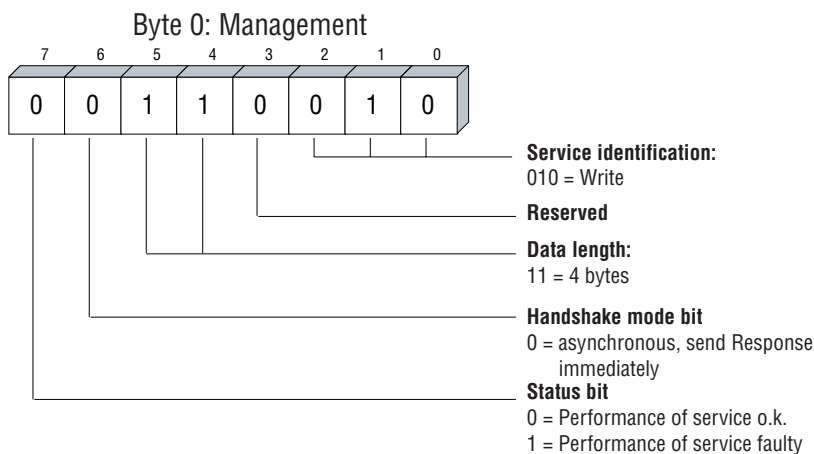 Byte 0: Management
7 6 5 4 3 2 1 0
0 0 1 1 0 0 1 0
Service identification:
010 = Write
Reserved
Data length:
11 = 4 bytes
Handshake mode bit
0 = asynchronous, send Response
immediately
Status bit
0 = Performance of service o.k.
1 = Performance of service faulty